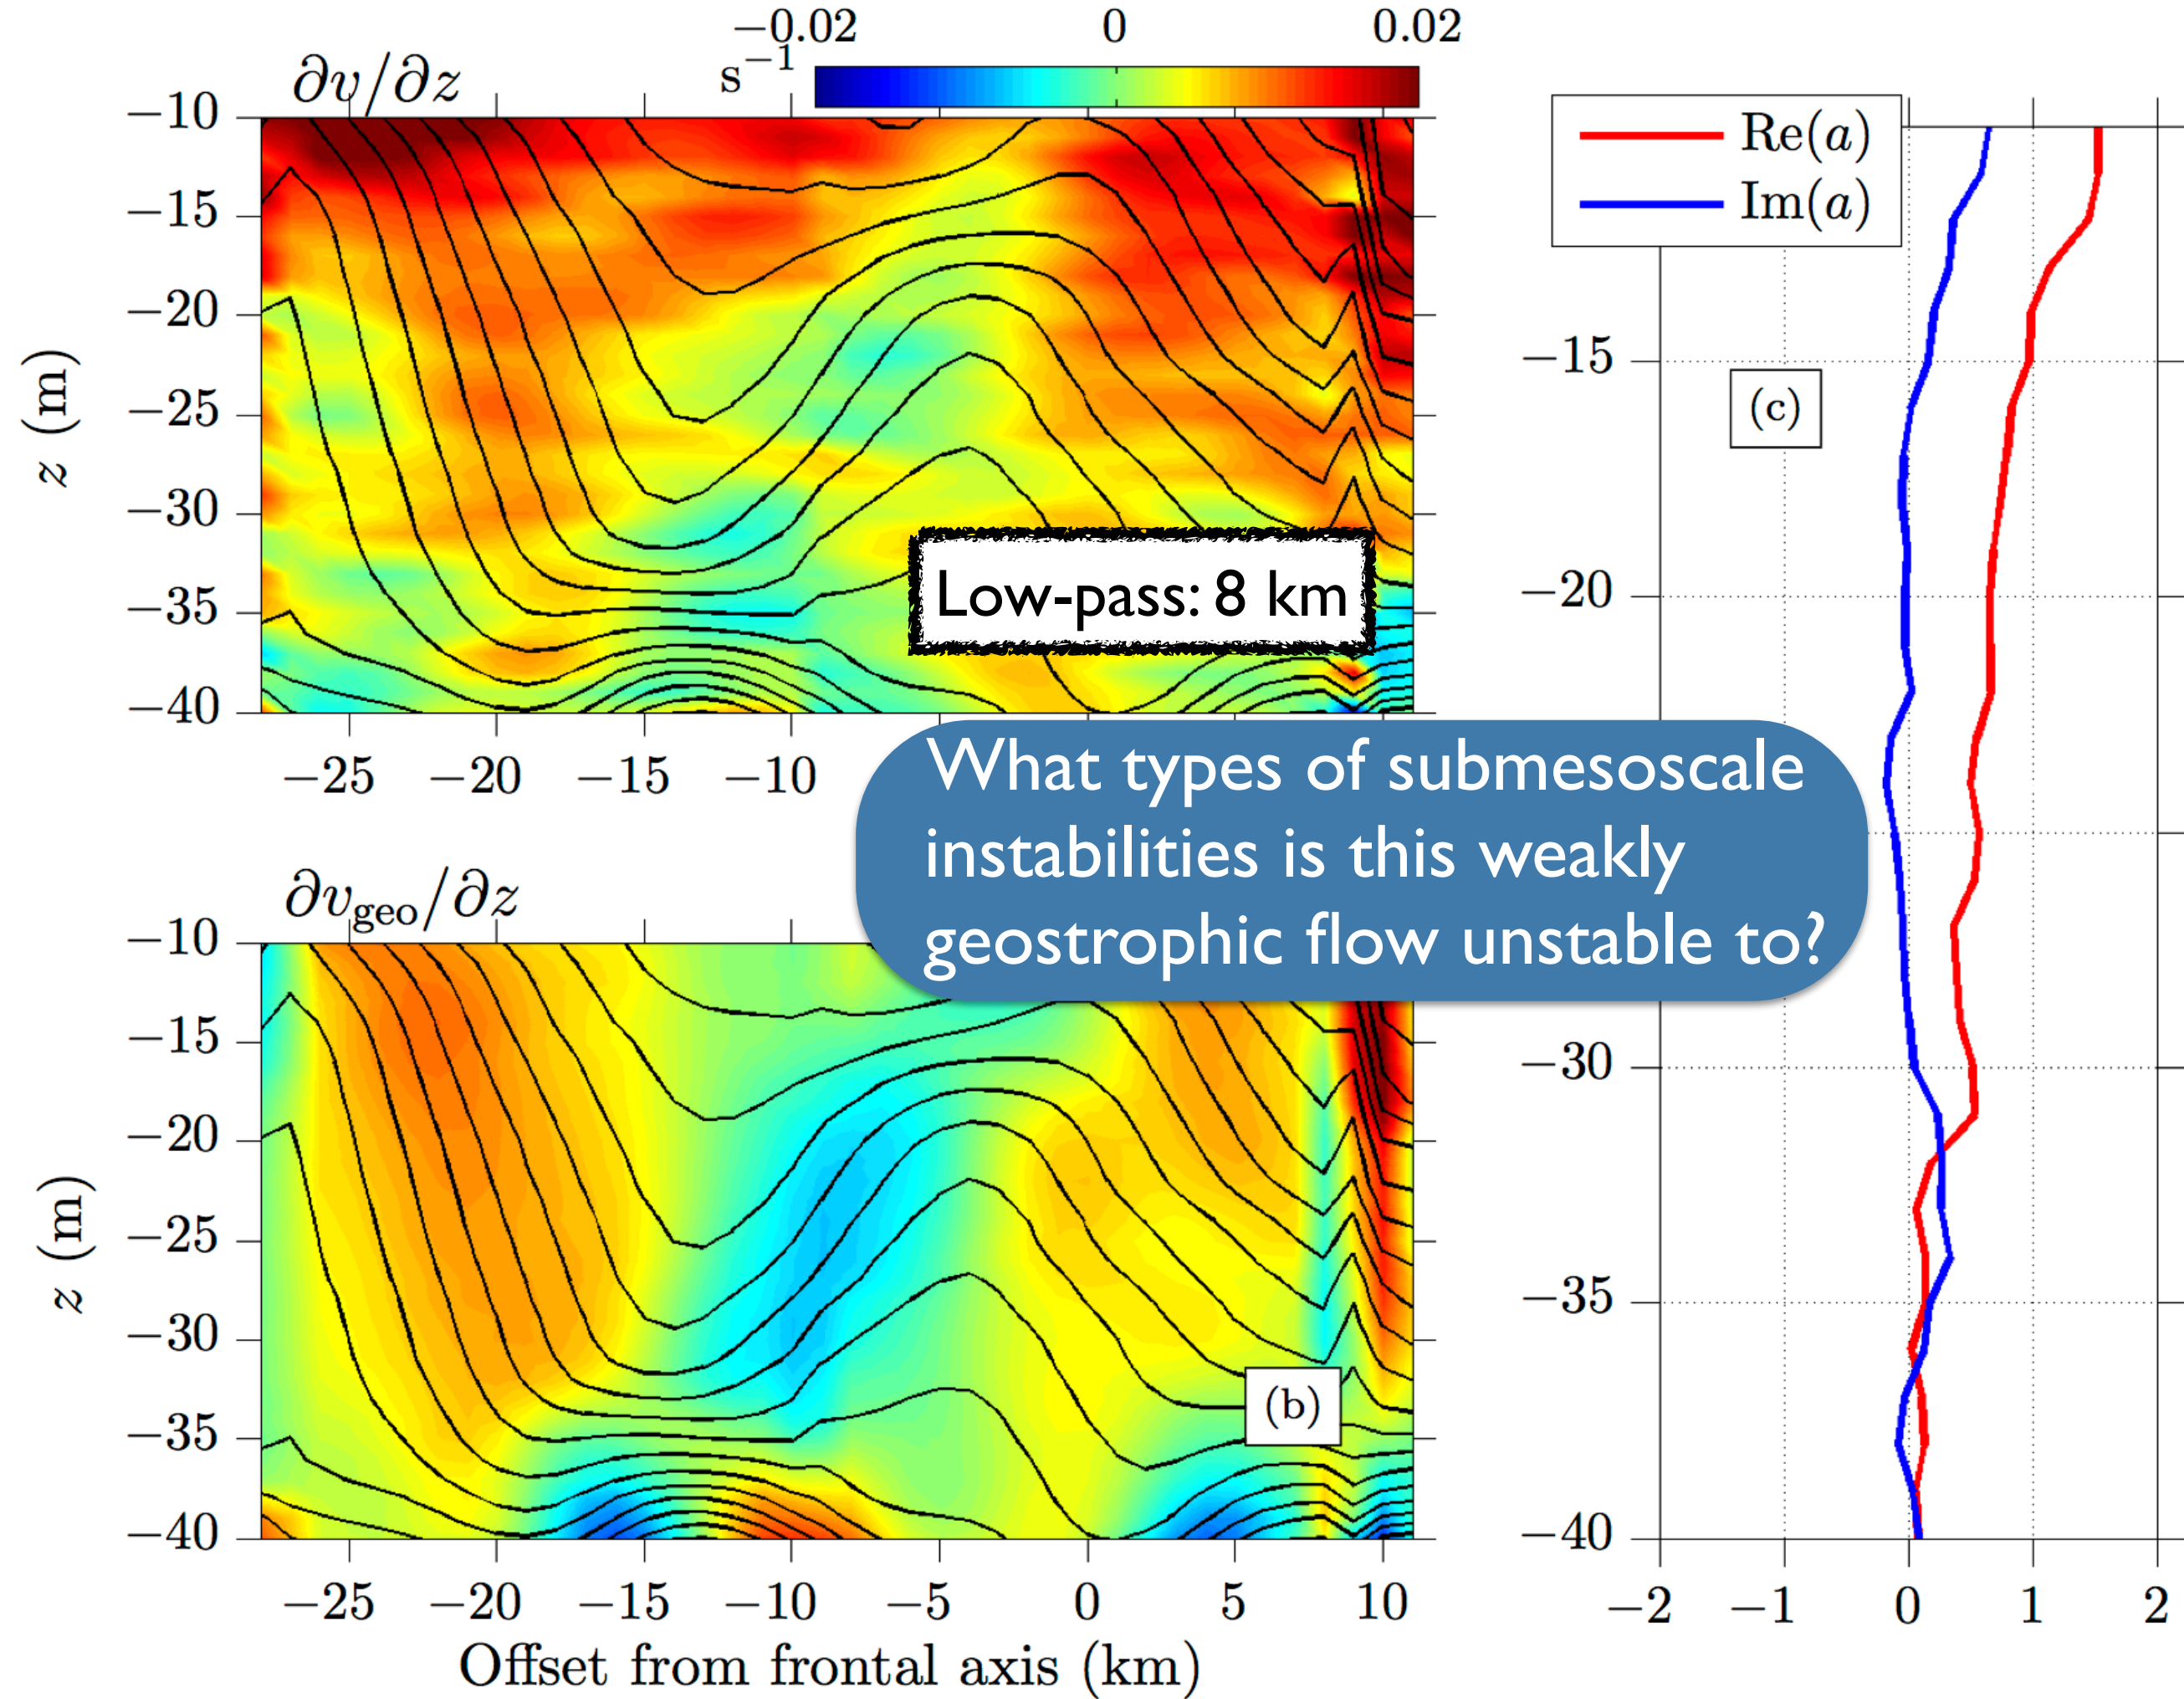 −0.02 0 0.02
s−1
∂v/∂z
−10
−15
−20
−25
−30
−35
−40
z (m)
Low-pass: 8 km
−25 −20 −15 −10
What types of submesoscale
instabilities is this weakly
geostrophic flow unstable to?
∂vgeo/∂z
−10
−15
−20
−25
−30
−35
−40
z (m)
(b)
−25 −20 −15 −10 −5 0 5 10
Offset from frontal axis (km)
Re(a)
Im(a)
(c)
−15
−20
−30
−35
−40
−2 −1 0 1 2